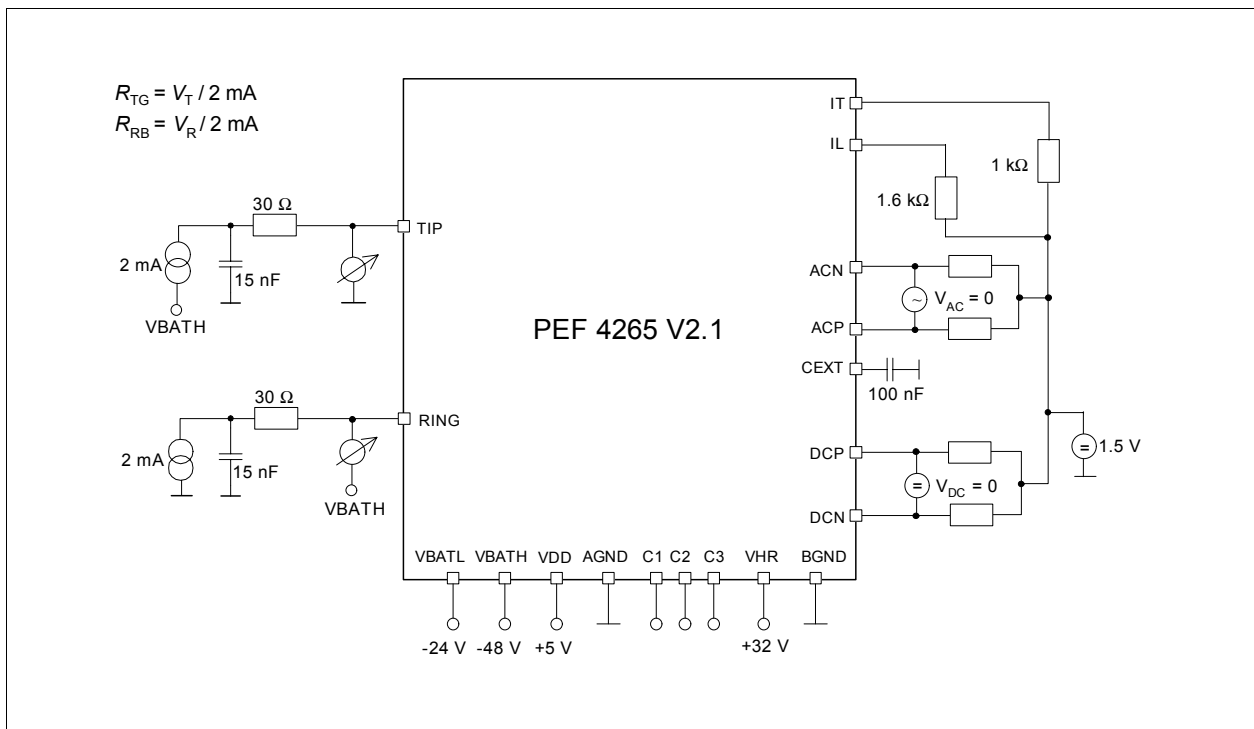 R_TG = V_T / 2 mA
R_RB = V_R / 2 mA
IT
IL
1 kΩ
1.6 kΩ
30 Ω
TIP
2 mA
15 nF
VBATH
ACN
V_AC = 0
~
ACP
PEF 4265 V2.1
CEXT
100 nF
30 Ω
RING
2 mA
15 nF
VBATH
DCP
= 1.5 V
= V_DC = 0
DCN
VBATL VBATH VDD AGND C1 C2 C3 VHR BGND
-24 V -48 V +5 V +32 V